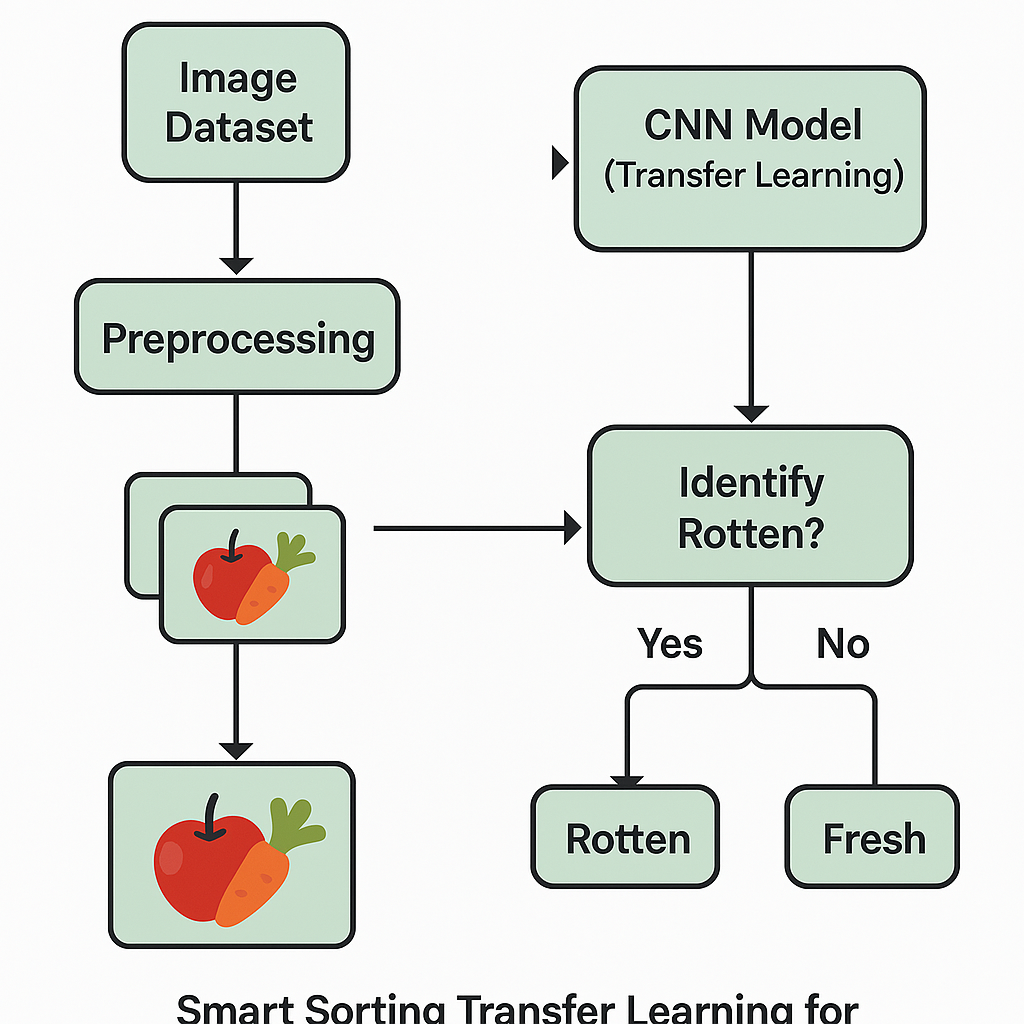 Image
Dataset
Preprocessing
CNN Model
(Transfer Learning)
Identify
Rotten?
Yes
No
Rotten
Fresh
Smart Sorting Transfer Learning for